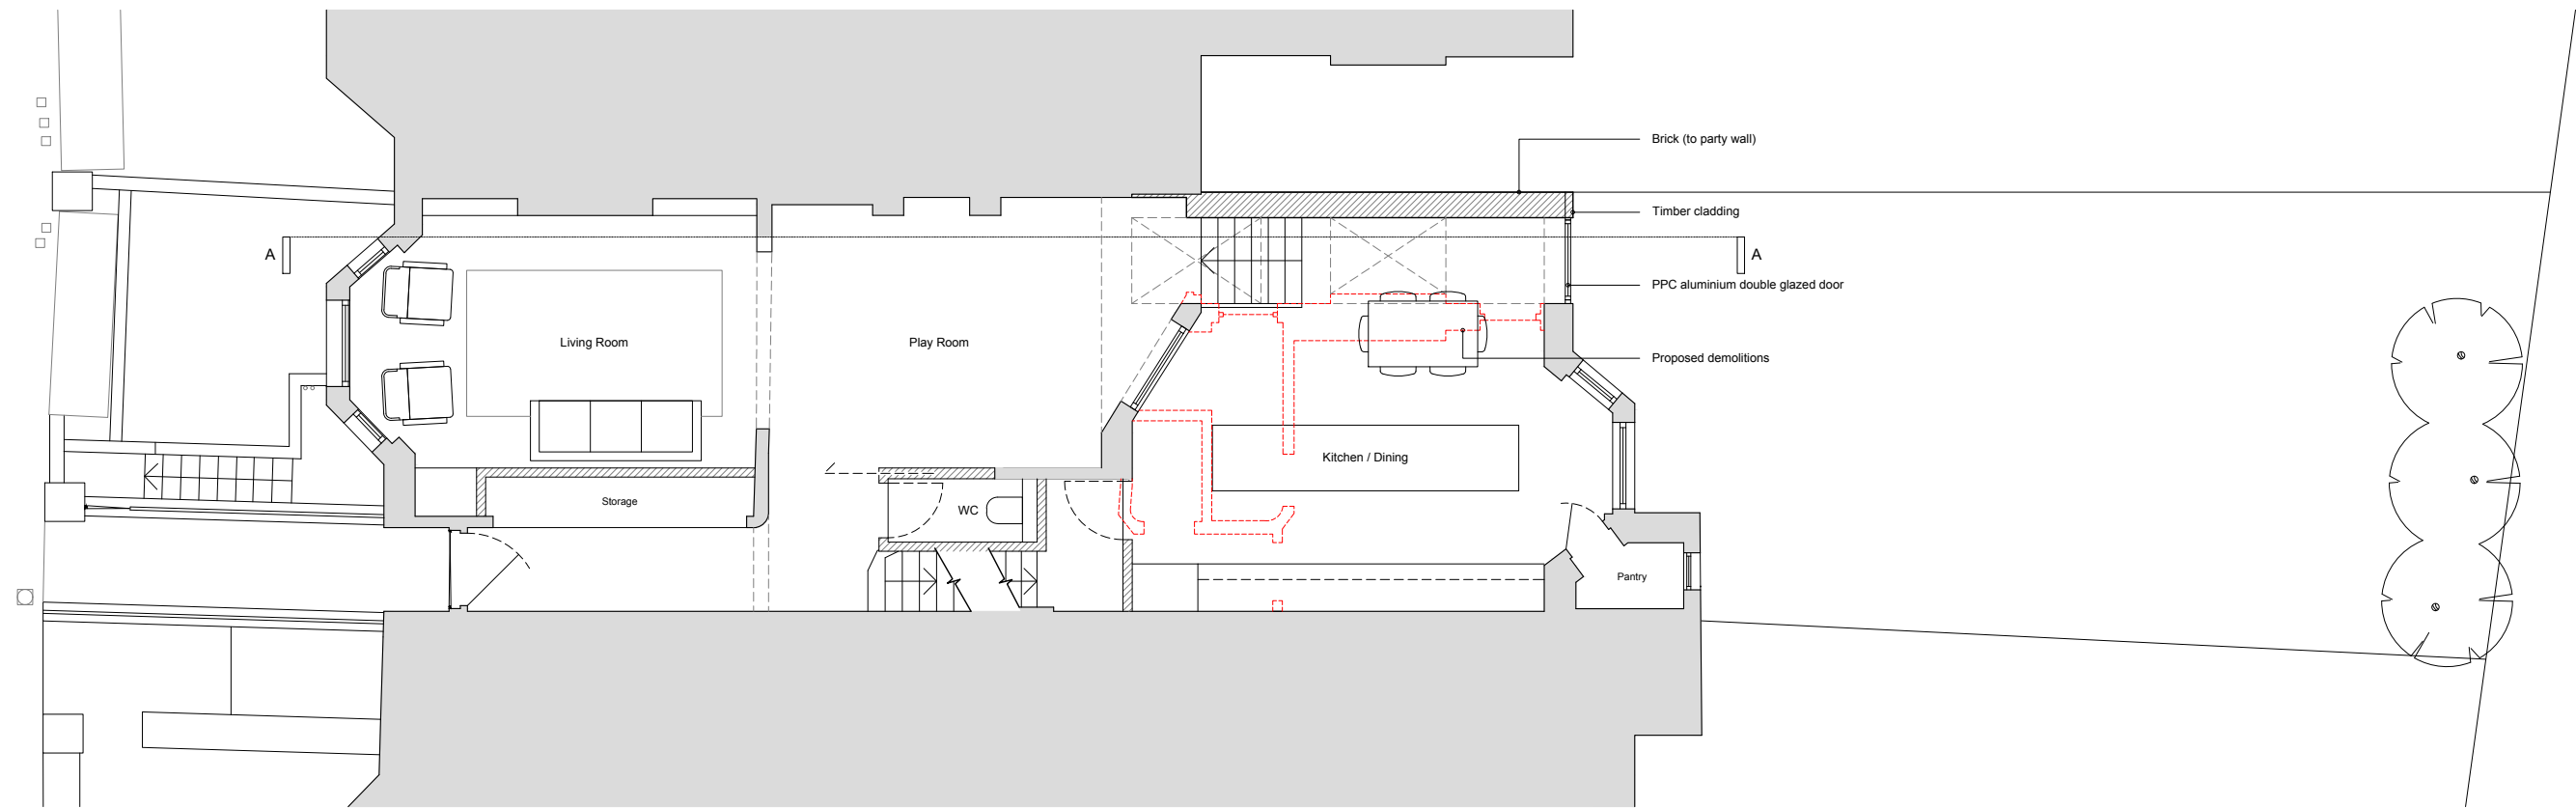 Brick (to party wall)
Timber cladding
A
A
PPC aluminium double glazed door
Living Room
Play Room
Proposed demolitions
Kitchen / Dining
Storage
WC
Pantry